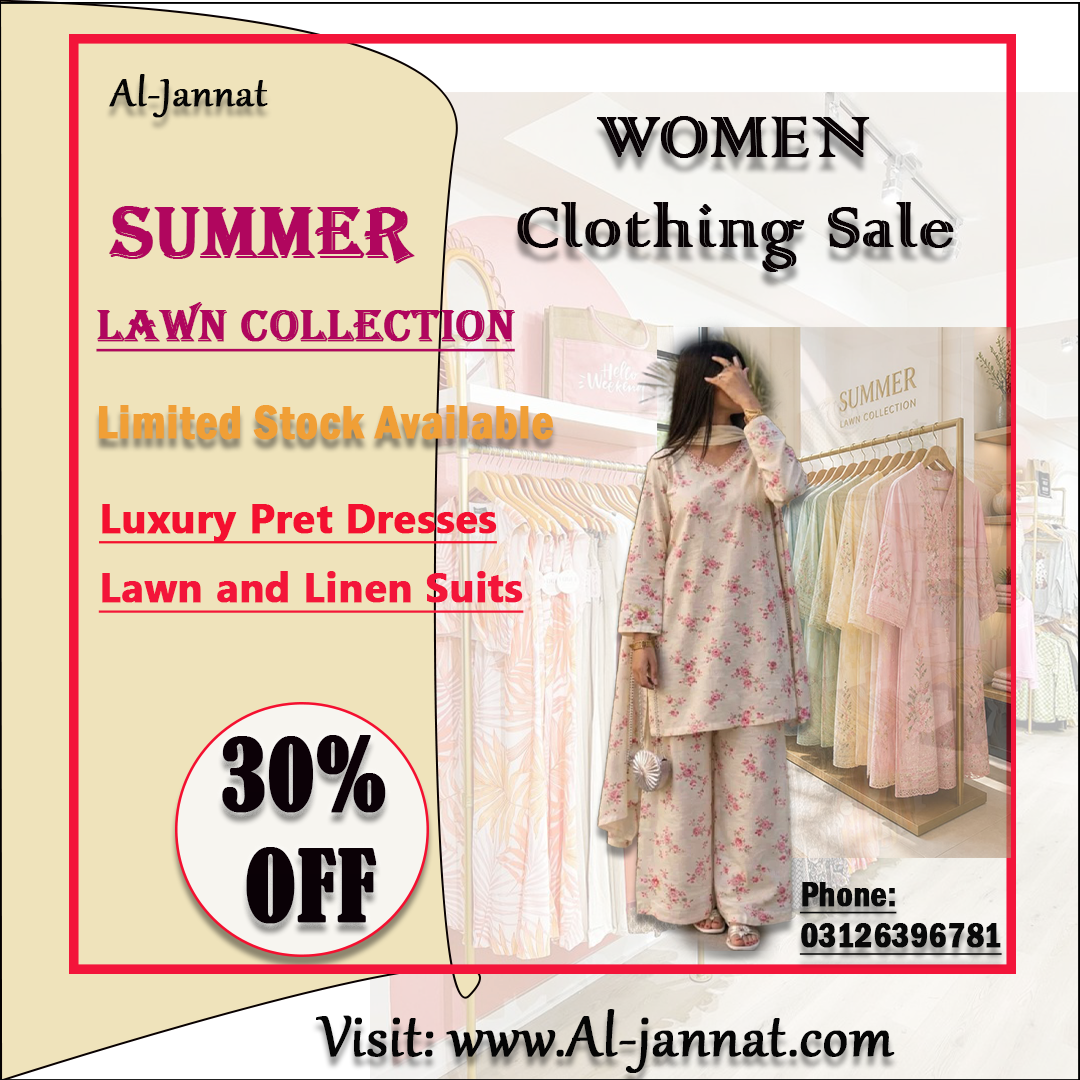 Al-Jannat
WOMEN
Clothing Sale
SUMMER
LAWN COLLECTION
Limited Stock Available
Luxury Pret Dresses
Lawn and Linen Suits
Hello
SUMMER
LAWN COLLECTION
30%
OFF
Phone:
03126396781
Visit: www.Al-jannat.com